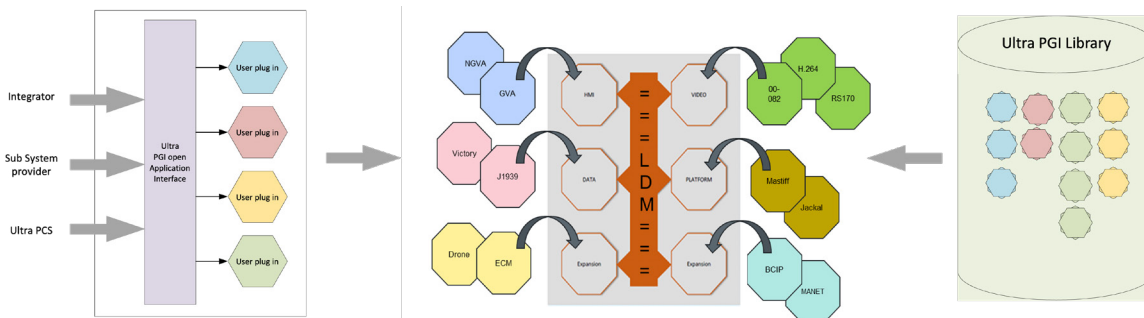 Integrator
Sub System
provider
Ultra PCS
Ultra
PGI open
Application
Interface
User plug in
User plug in
User plug in
User plug in
NGVA
GVA
HMI
Victory
J1939
DATA
Drone
ECM
Expansion
= = = L D M = = =
VIDEO
00-
082
H.264
RS170
PLATFORM
Mastiff
Jackal
Expansion
BCIP
MANET
Ultra PGI Library